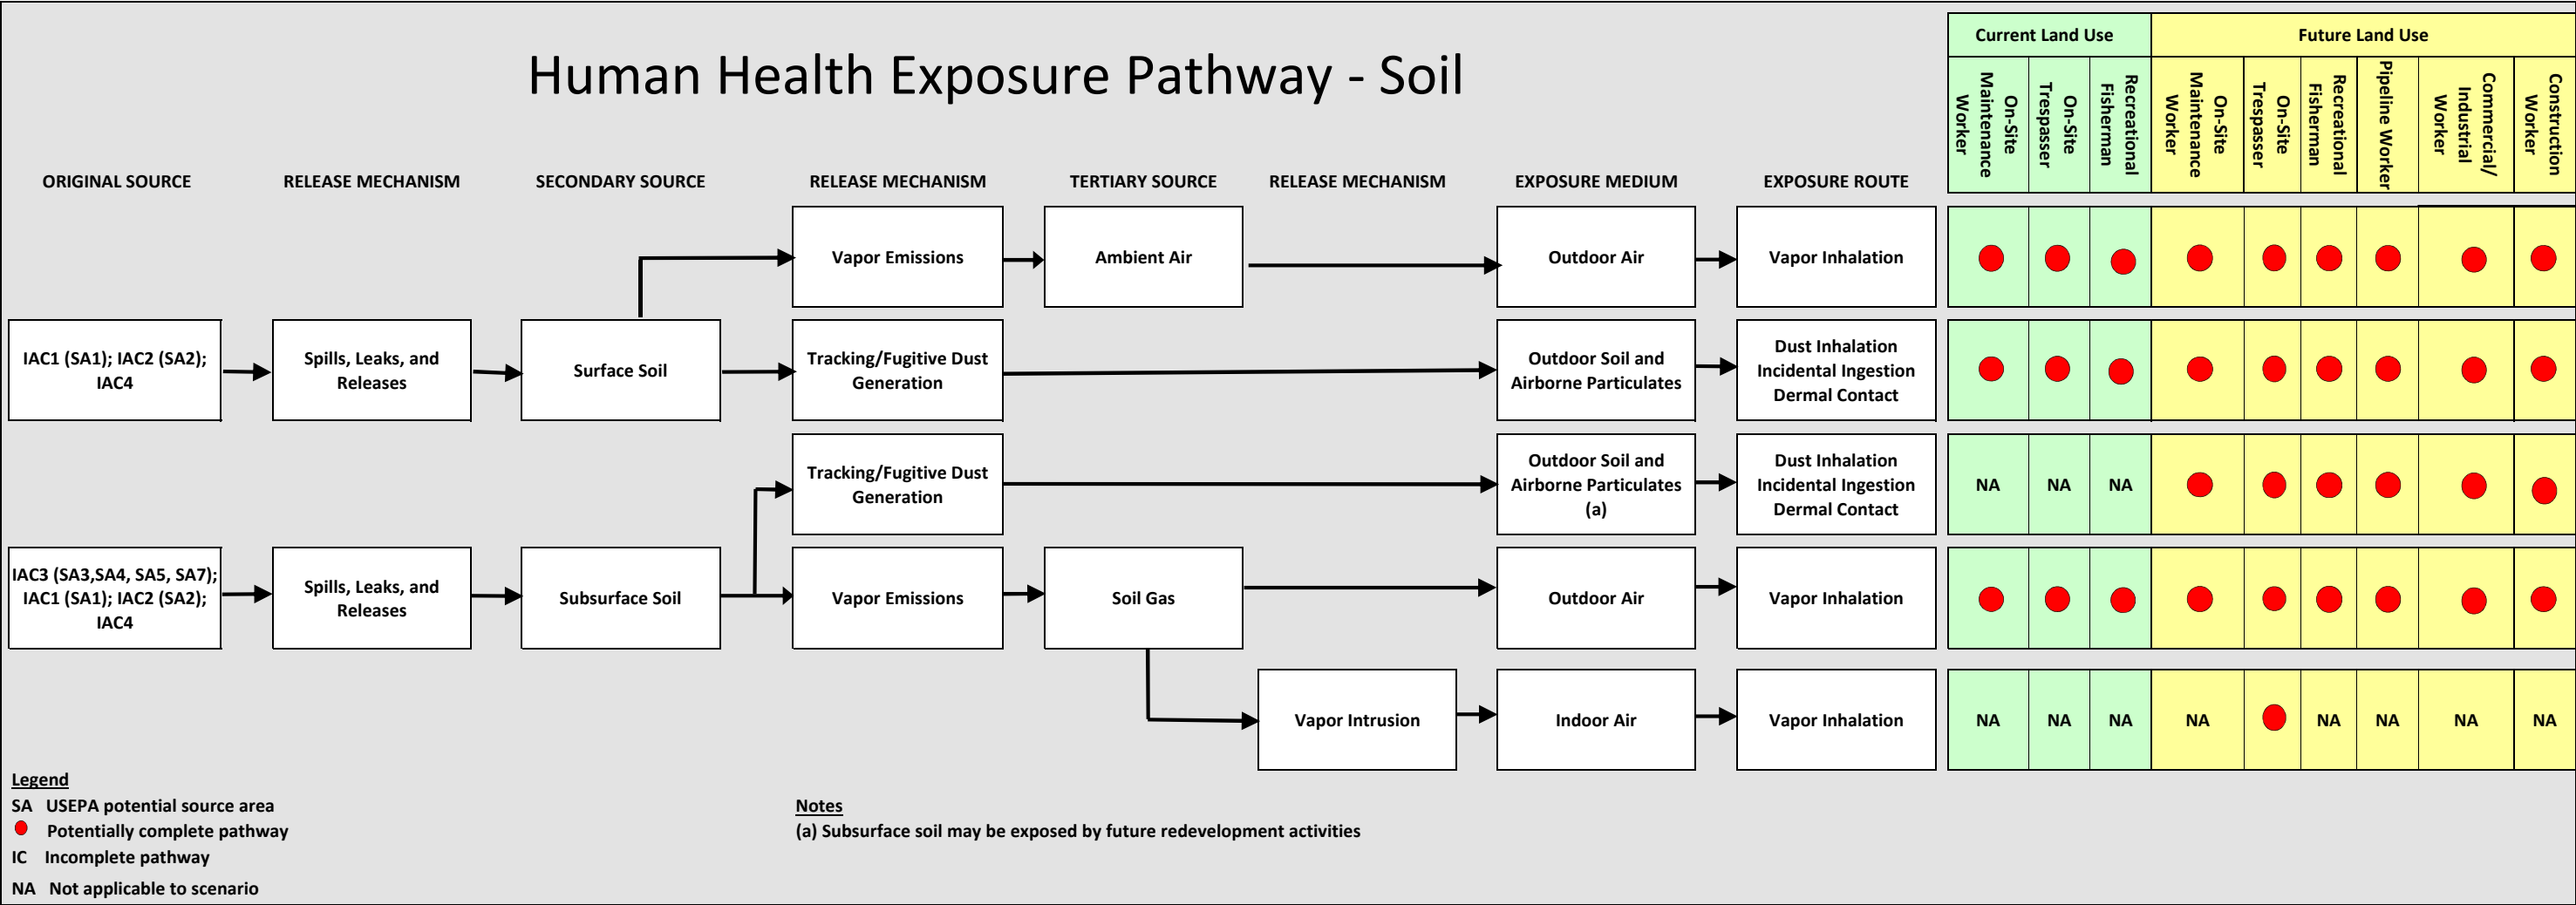 Human Health Exposure Pathway - Soil
Current Land Use
Future Land Use
On-Site
Maintenance
Worker
On-Site
Trespasser
Recreational
Fisherman
On-Site
Maintenance
Worker
On-Site
Trespasser
Recreational
Fisherman
Pipeline Worker
Commercial/
Industrial
Worker
Construction
Worker
ORIGINAL SOURCE
RELEASE MECHANISM
SECONDARY SOURCE
RELEASE MECHANISM
TERTIARY SOURCE
RELEASE MECHANISM
EXPOSURE MEDIUM
EXPOSURE ROUTE
Vapor Emissions
Ambient Air
Outdoor Air
Vapor Inhalation
IAC1 (SA1); IAC2 (SA2);
IAC4
Spills, Leaks, and
Releases
Surface Soil
Tracking/Fugitive Dust
Generation
Outdoor Soil and
Airborne Particulates
Dust Inhalation
Incidental Ingestion
Dermal Contact
Tracking/Fugitive Dust
Generation
Outdoor Soil and
Airborne Particulates
(a)
Dust Inhalation
Incidental Ingestion
Dermal Contact
NA
NA
NA
IAC3 (SA3,SA4, SA5, SA7);
IAC1 (SA1); IAC2 (SA2);
IAC4
Spills, Leaks, and
Releases
Subsurface Soil
Vapor Emissions
Soil Gas
Outdoor Air
Vapor Inhalation
Vapor Intrusion
Indoor Air
Vapor Inhalation
NA
NA
NA
NA
NA
NA
NA
NA
Legend
SA USEPA potential source area
Potentially complete pathway
IC Incomplete pathway
NA Not applicable to scenario
Notes
(a) Subsurface soil may be exposed by future redevelopment activities